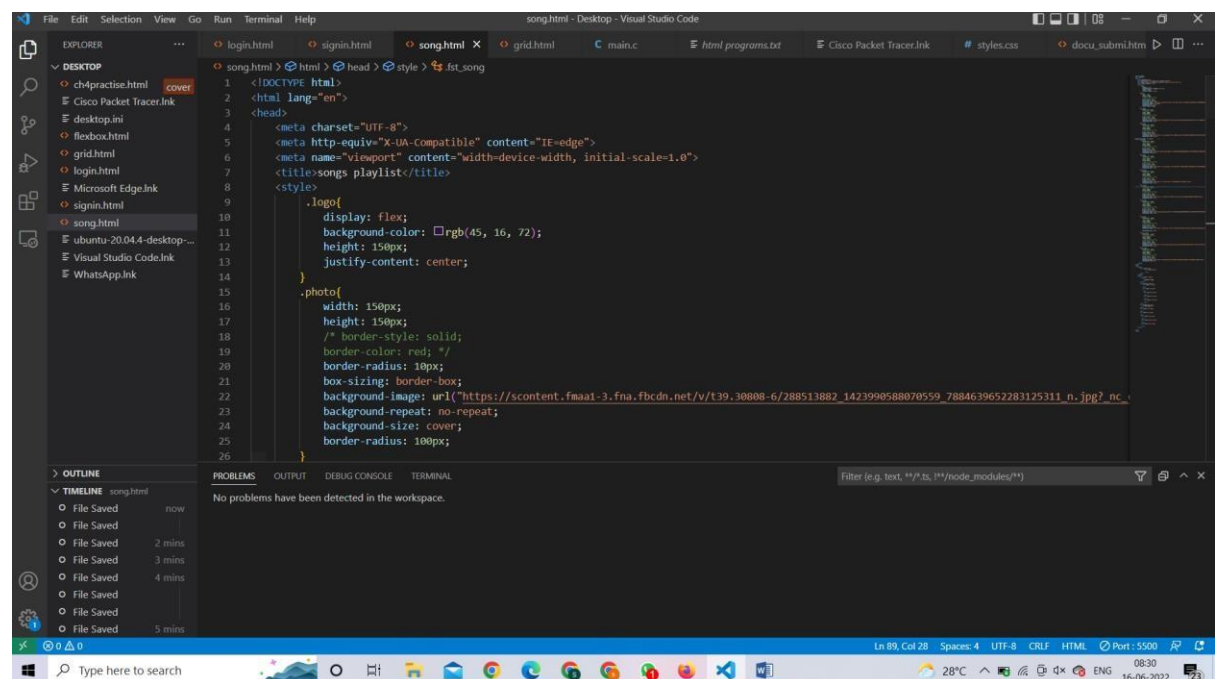 File Edit Selection View Go Run Terminal Help song.html - Desktop - Visual Studio Code
EXPLORER ...
login.html signin.html song.html grid.html main.c html programs.txt Cisco Packet Tracer.lnk styles.css docu_submi.htm
DESKTOP
ch4practise.html cover
Cisco Packet Tracer.lnk
desktop.ini
flexbox.html
grid.html
login.html
Microsoft Edge.lnk
signin.html
song.html
ubuntu-20.04.4-desktop-...
Visual Studio Code.lnk
WhatsApp.lnk
song.html > html > head > style > .fst_song
1 <!DOCTYPE html>
2 <html lang="en">
3 <head>
4 <meta charset="UTF-8">
5 <meta http-equiv="X-UA-Compatible" content="IE=edge">
6 <meta name="viewport" content="width=device-width, initial-scale=1.0">
7 <title>songs playlist</title>
8 <style>
9 .logo{
10 display: flex;
11 background-color: rgb(45, 16, 72);
12 height: 150px;
13 justify-content: center;
14 }
15 .photo{
16 width: 150px;
17 height: 150px;
18 /* border-style: solid;
19 border-color: red; */
20 border-radius: 10px;
21 box-sizing: border-box;
22 background-image: url("https://scontent.fmaa1-3.fna.fbcdn.net/v/t39.30808-6/288513882_1423990588070559_7884639652283125311_n.jpg?_nc_
23 background-repeat: no-repeat;
24 background-size: cover;
25 border-radius: 100px;
26 }
OUTLINE
TIMELINE song.html
File Saved now
File Saved
File Saved 2 mins
File Saved 3 mins
File Saved 4 mins
File Saved
File Saved
File Saved 5 mins
PROBLEMS OUTPUT DEBUG CONSOLE TERMINAL Filter (e.g. text, **/*.ts, !**/node_modules/**)
No problems have been detected in the workspace.
0 0 Ln 89, Col 28 Spaces: 4 UTF-8 CRLF HTML Port : 5500
Type here to search 28°C ENG 08:30
16-06-2022 23